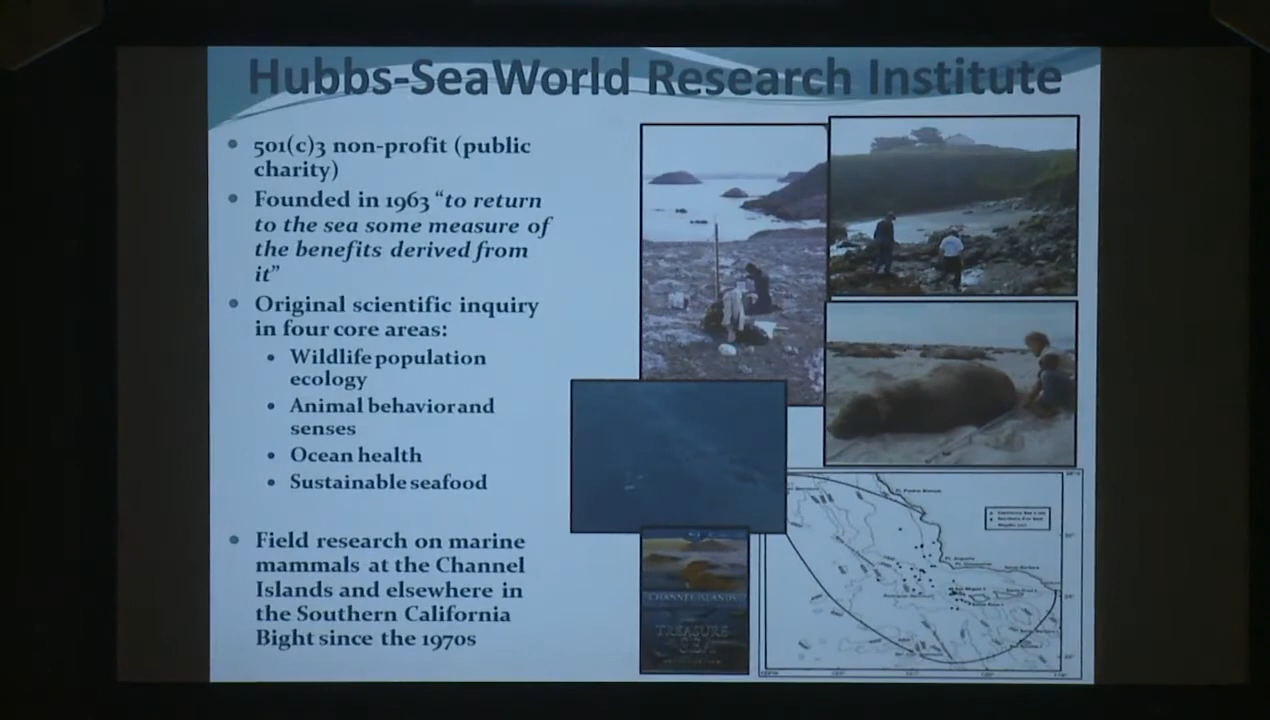 Hubbs-SeaWorld Research Institute
• 501(c)3 non-profit (public
charity)
• Founded in 1963 “to return
to the sea some measure of
the benefits derived from
it”
• Original scientific inquiry
in four core areas:
• Wildlife population
ecology
• Animal behavior and
senses
• Ocean health
• Sustainable seafood
• Field research on marine
mammals at the Channel
Islands and elsewhere in
the Southern California
Bight since the 1970s
CHANNEL ISLANDS
TREASURE
SEA